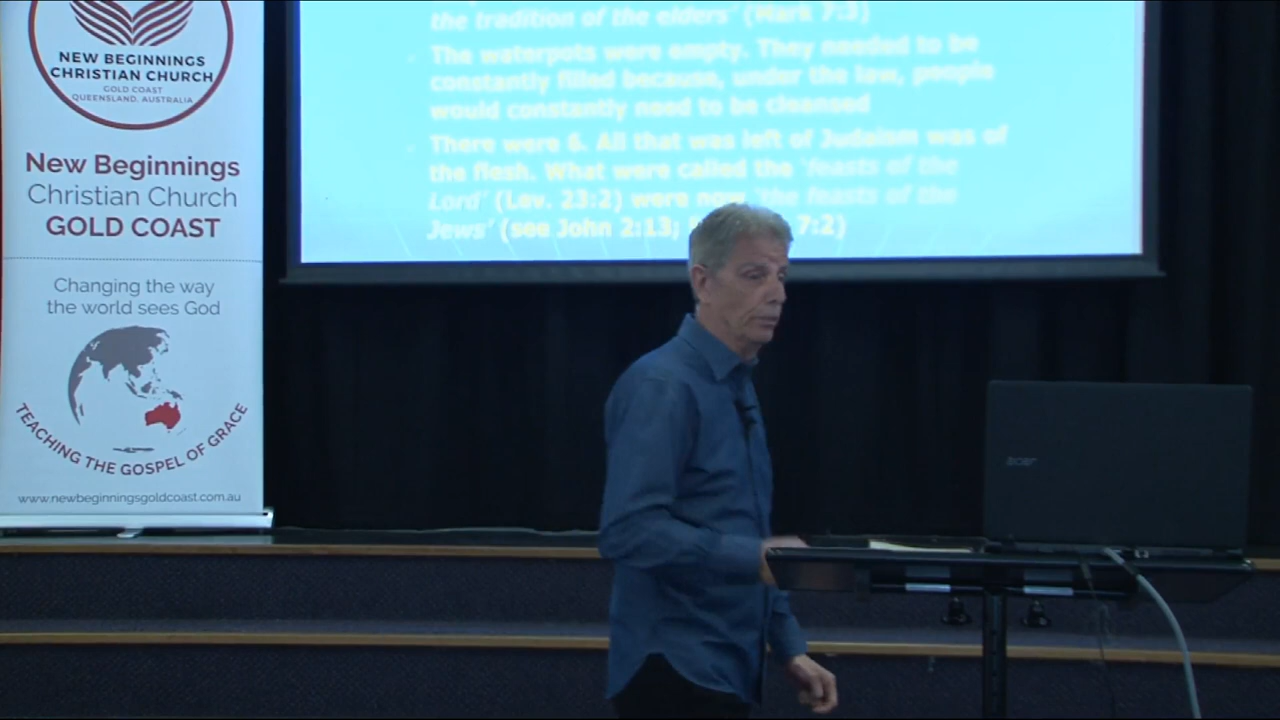 NEW BEGINNINGS
CHRISTIAN CHURCH
GOLD COAST
QUEENSLAND, AUSTRALIA
New Beginnings
Christian Church
GOLD COAST
Changing the way
the world sees God
TEACHING THE GOSPEL OF GRACE
www.newbeginningsgoldcoast.com.au
the tradition of the elders' (Mark 7:3)
The waterpots were empty. They needed to be
constantly filled because, under the law, people
would constantly need to be cleansed
There were 6. All that was left of Judaism was of
the flesh. What were called the 'feasts of the
Lord' (Lev. 23:2) were now 'the feasts of the
Jews' (see John 2:13; 7:2)
acer